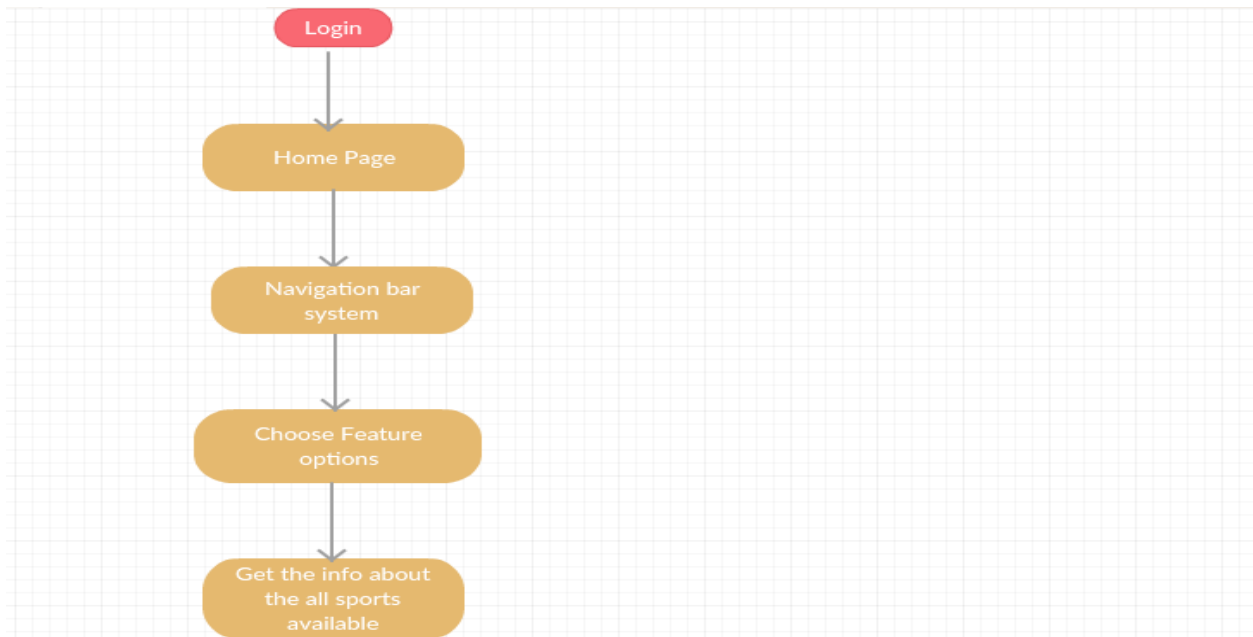 Login
Home Page
Navigation bar
system
Choose Feature
options
Get the info about
the all sports
available